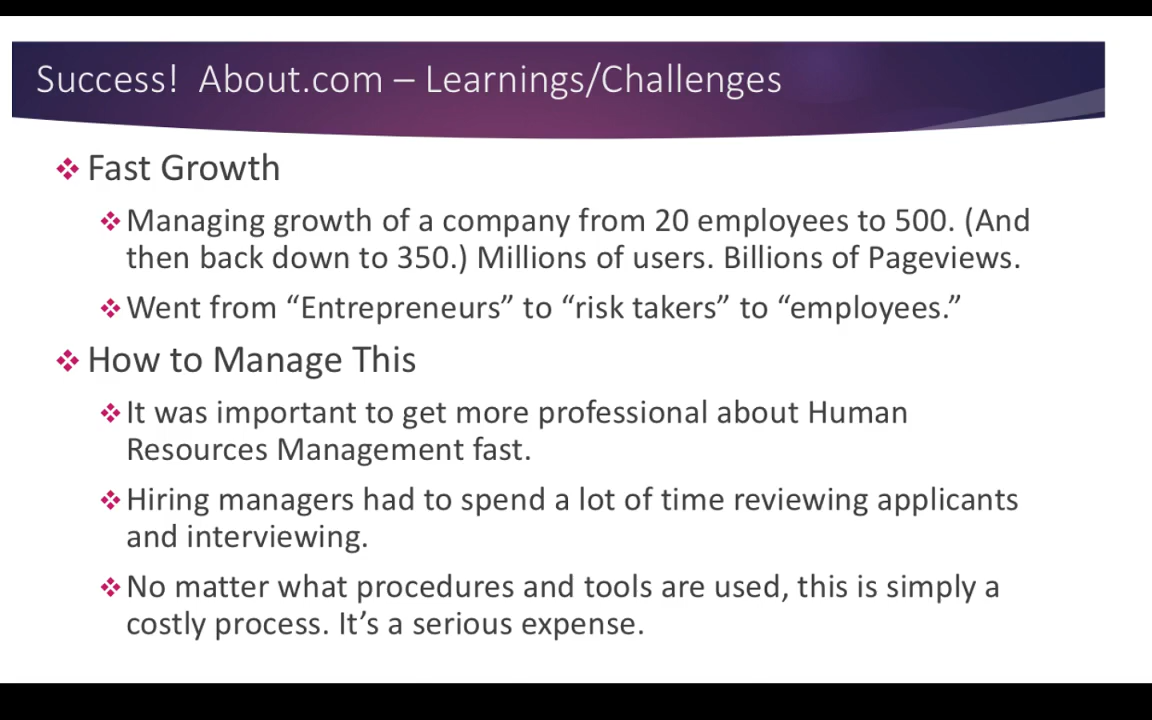 Success!  About.com – Learnings/Challenges
Fast Growth
Managing growth of a company from 20 employees to 500. (And
then back down to 350.) Millions of users. Billions of Pageviews.
Went from “Entrepreneurs” to “risk takers” to “employees.”
How to Manage This
It was important to get more professional about Human
Resources Management fast.
Hiring managers had to spend a lot of time reviewing applicants
and interviewing.
No matter what procedures and tools are used, this is simply a
costly process. It’s a serious expense.